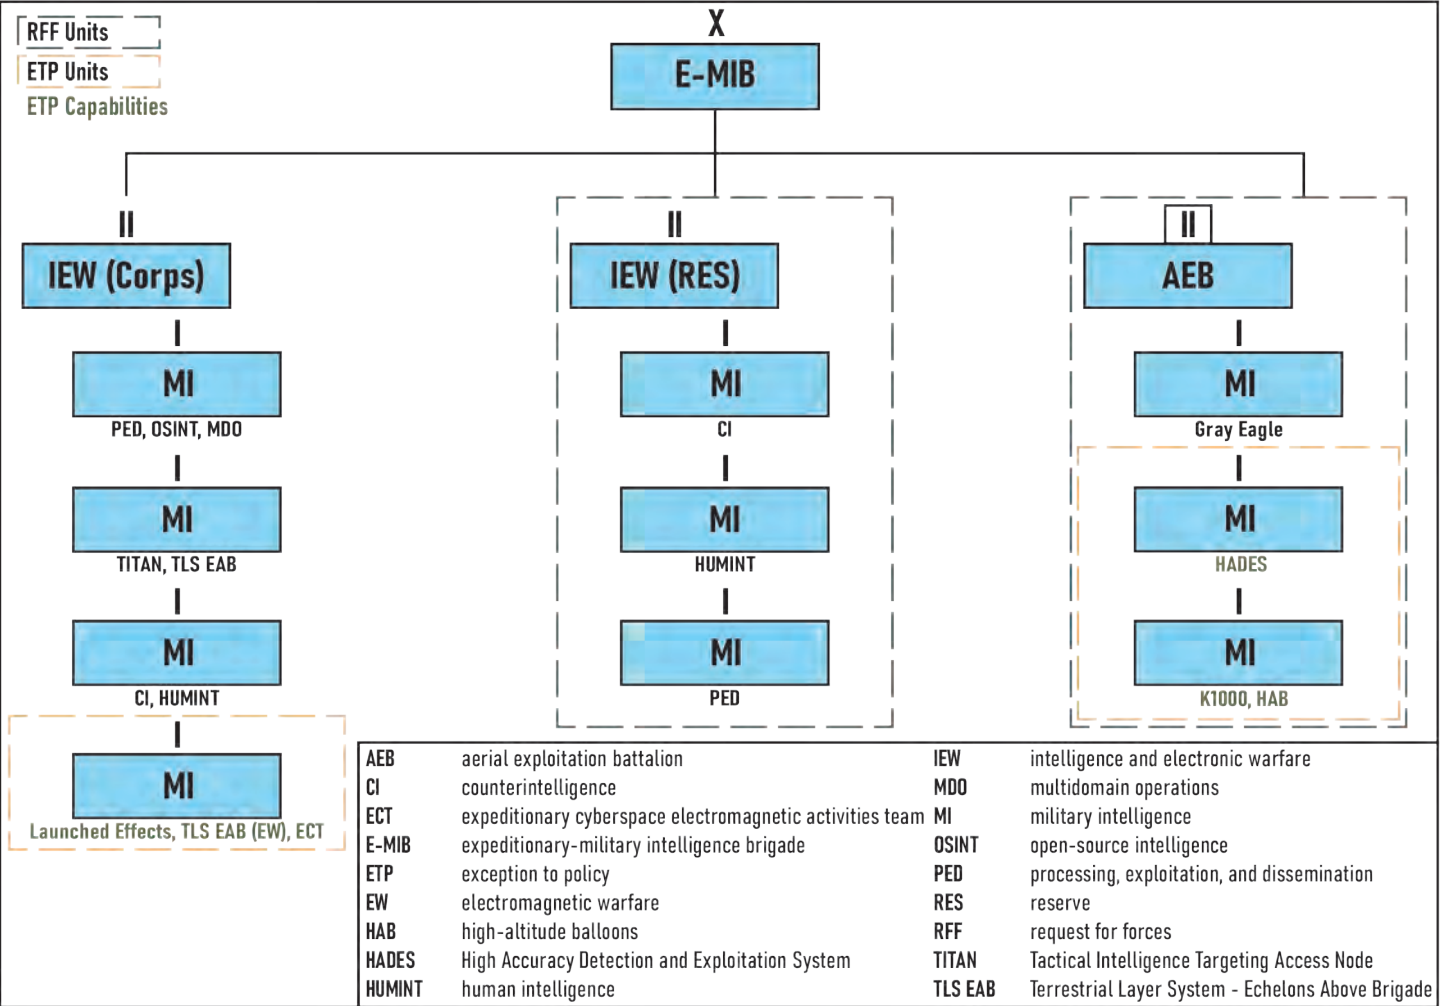 RFF Units
ETP Units
ETP Capabilities
X
E-MIB
II
IEW (Corps)
I
MI
PED, OSINT, MDO
I
MI
TITAN, TLS EAB
I
MI
CI, HUMINT
I
MI
Launched Effects, TLS EAB (EW), ECT
II
IEW (RES)
I
MI
CI
I
MI
HUMINT
I
MI
PED
II
AEB
I
MI
Gray Eagle
I
MI
HADES
I
MI
K1000, HAB
AEB aerial exploitation battalion
CI counterintelligence
ECT expeditionary cyberspace electromagnetic activities team
E-MIB expeditionary-military intelligence brigade
ETP exception to policy
EW electromagnetic warfare
HAB high-altitude balloons
HADES High Accuracy Detection and Exploitation System
HUMINT human intelligence
IEW intelligence and electronic warfare
MDO multidomain operations
MI military intelligence
OSINT open-source intelligence
PED processing, exploitation, and dissemination
RES reserve
RFF request for forces
TITAN Tactical Intelligence Targeting Access Node
TLS EAB Terrestrial Layer System - Echelons Above Brigade